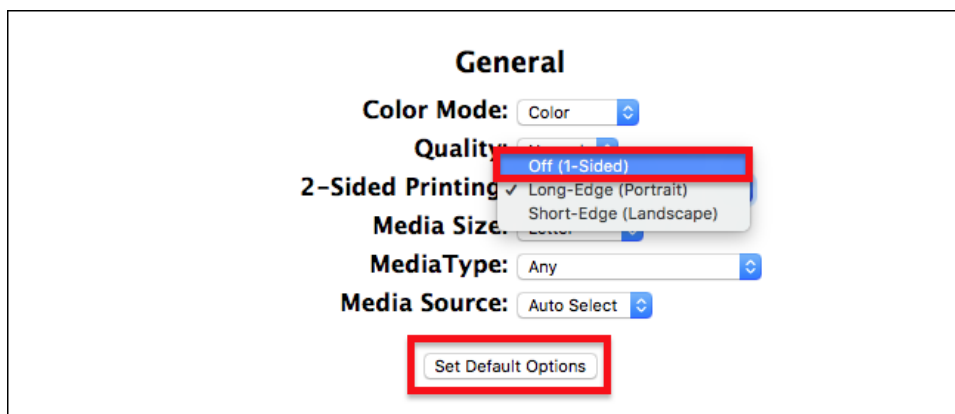 General
Color Mode: Color
Quality:
Off (1-Sided)
2-Sided Printing ✓ Long-Edge (Portrait)
Short-Edge (Landscape)
Media Size:
MediaType: Any
Media Source: Auto Select
Set Default Options